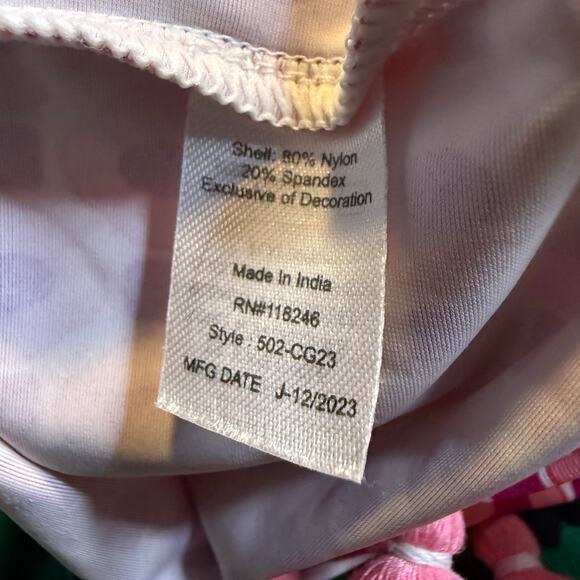 Shell: 80% Nylon
20% Spandex
Exclusive of Decoration
Made In India
RN#118246
Style : 502-CG23
MFG DATE J-12/2023